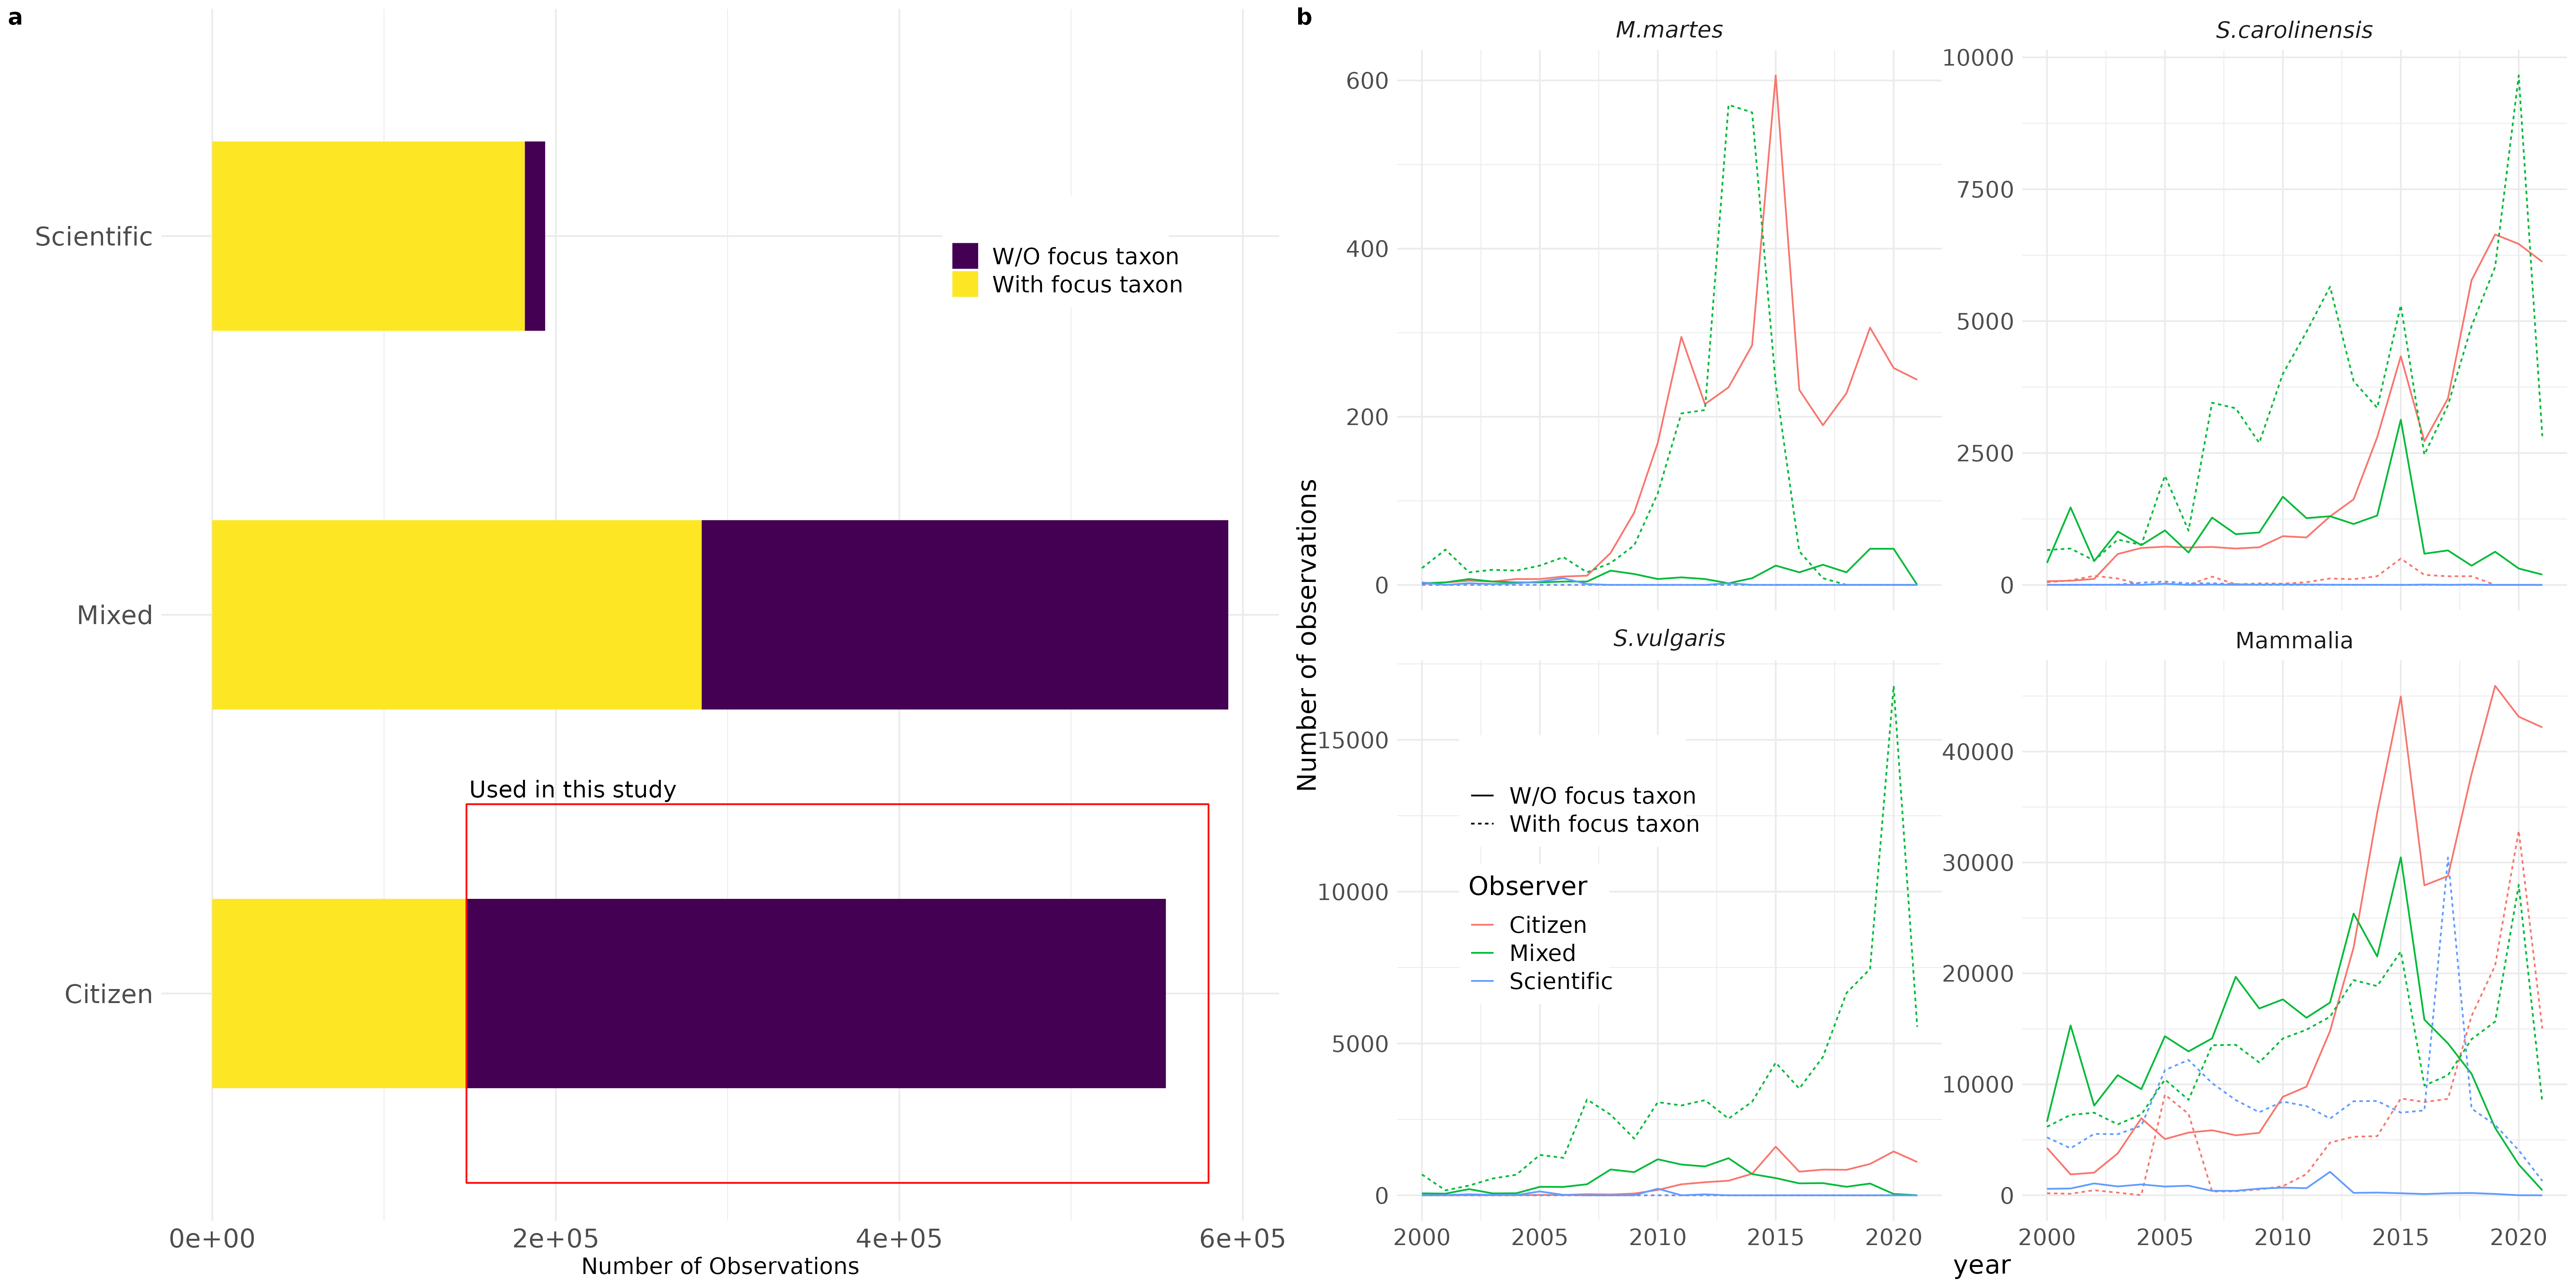 a
Scientific
Mixed
Citizen
W/O focus taxon
With focus taxon
Used in this study
0e+00 2e+05 4e+05 6e+05
Number of Observations
b
Number of observations
M.martes
600
400
200
0
S.carolinensis
10000
7500
5000
2500
0
S.vulgaris
15000
10000
5000
0
W/O focus taxon
With focus taxon
Observer
Citizen
Mixed
Scientific
2000 2005 2010 2015 2020
Mammalia
40000
30000
20000
10000
0
2000 2005 2010 2015 2020
year